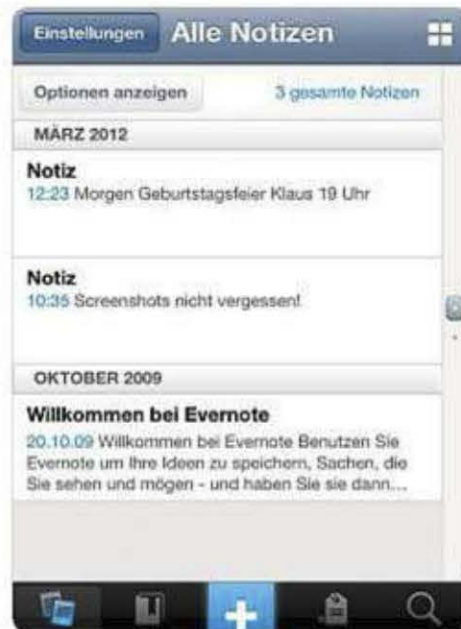 Einstellungen
Alle Notizen
Optionen anzeigen
3 gesamte Notizen
MÄRZ 2012
Notiz
12:23 Morgen Geburtstagsfeier Klaus 19 Uhr
Notiz
10:35 Screenshots nicht vergessen!
OKTOBER 2009
Willkommen bei Evernote
20.10.09 Willkommen bei Evernote Benutzen Sie
Evernote um Ihre Ideen zu speichern, Sachen, die
Sie sehen und mögen - und haben Sie sie dann...